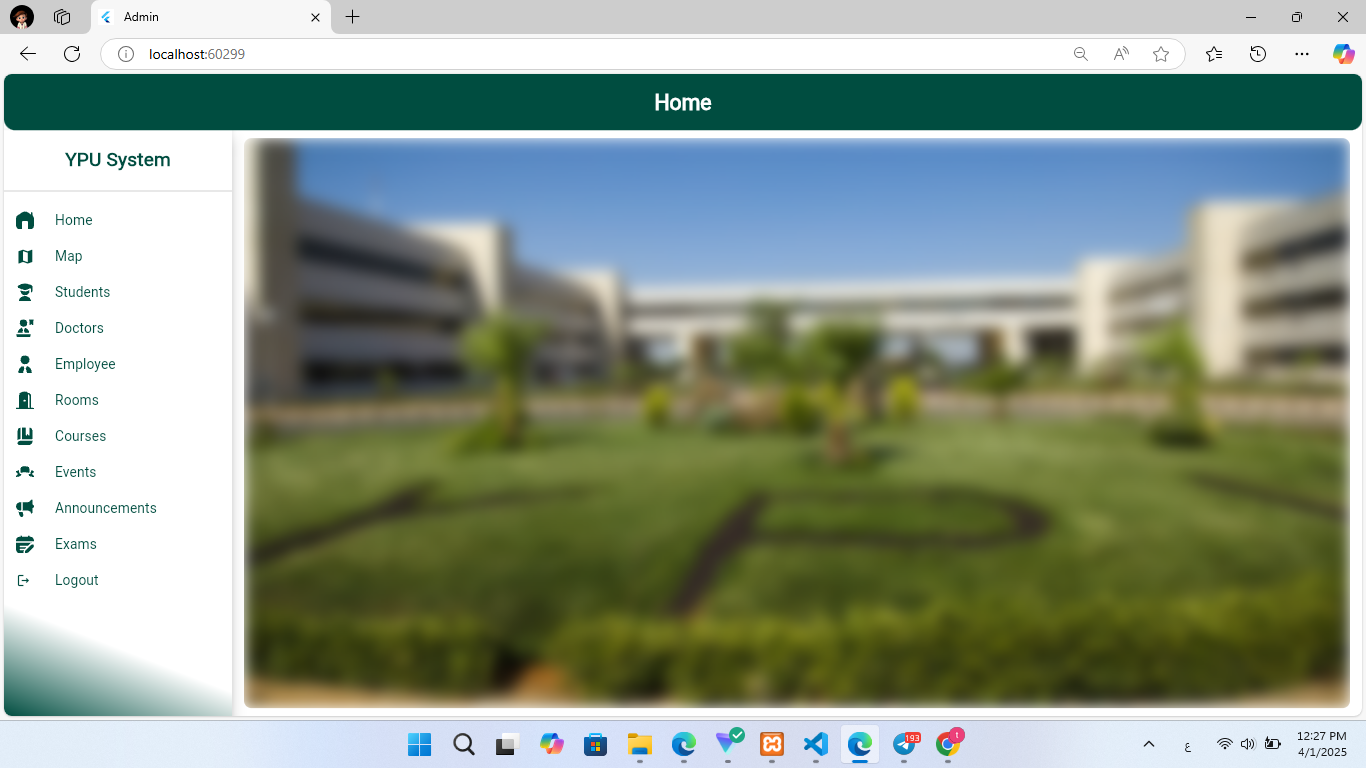 Admin
localhost:60299
Home
YPU System
Home
Map
Students
Doctors
Employee
Rooms
Courses
Events
Announcements
Exams
Logout
193
t
ع
12:27 PM
4/1/2025